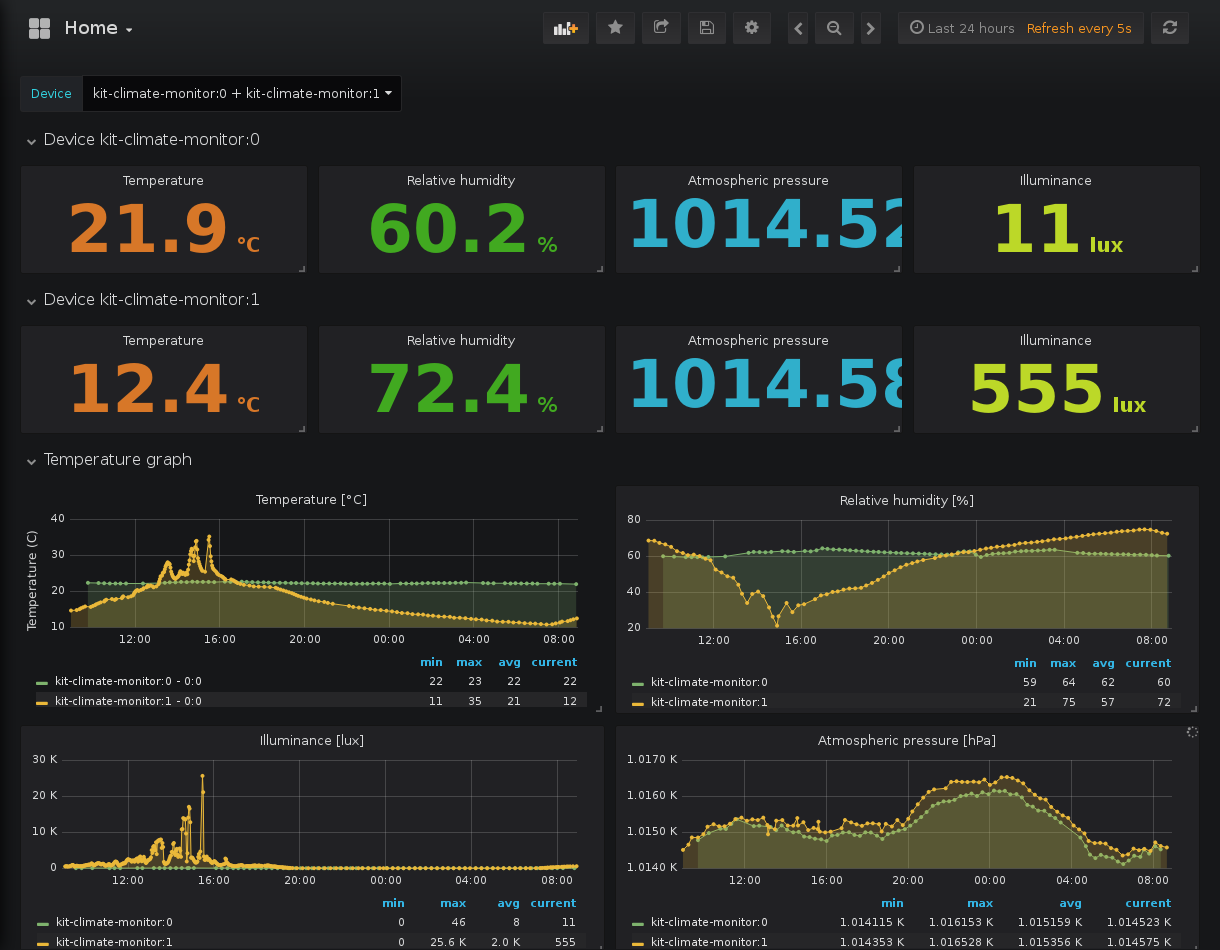 Home
Last 24 hours Refresh every 5s
Device kit-climate-monitor:0 + kit-climate-monitor:1
Device kit-climate-monitor:0
Temperature Relative humidity Atmospheric pressure Illuminance
21.9 °C 60.2 % 1014.52 11 lux
Device kit-climate-monitor:1
Temperature Relative humidity Atmospheric pressure Illuminance
12.4 °C 72.4 % 1014.58 555 lux
Temperature graph
Temperature [°C]
Temperature (C)
40
30
20
10
12:00 16:00 20:00 00:00 04:00 08:00
min max avg current
kit-climate-monitor:0 - 0:0 22 23 22 22
kit-climate-monitor:1 - 0:0 11 35 21 12
Relative humidity [%]
80
60
40
20
12:00 16:00 20:00 00:00 04:00 08:00
min max avg current
kit-climate-monitor:0 59 64 62 60
kit-climate-monitor:1 21 75 57 72
Illuminance [lux]
30 K
20 K
10 K
0
12:00 16:00 20:00 00:00 04:00 08:00
min max avg current
kit-climate-monitor:0 0 46 8 11
kit-climate-monitor:1 0 25.6 K 2.0 K 555
Atmospheric pressure [hPa]
1.0170 K
1.0160 K
1.0150 K
1.0140 K
12:00 16:00 20:00 00:00 04:00 08:00
min max avg current
kit-climate-monitor:0 1.014115 K 1.016153 K 1.015159 K 1.014523 K
kit-climate-monitor:1 1.014353 K 1.016528 K 1.015356 K 1.014575 K